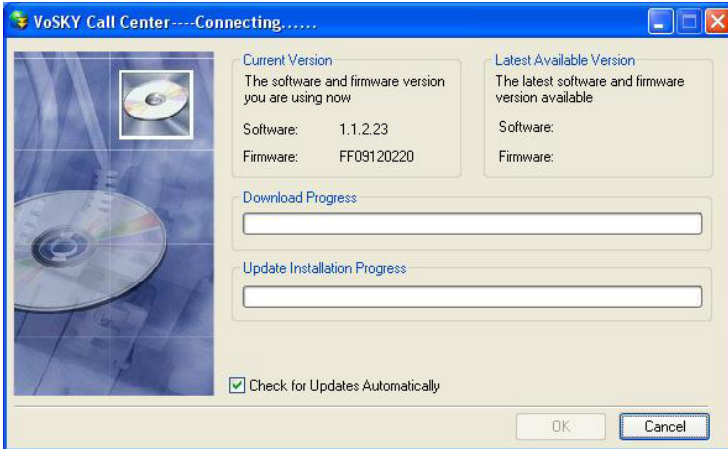 VoSKY Call Center----Connecting......
Current Version
The software and firmware version
you are using now
Software: 1.1.2.23
Firmware: FF09120220
Latest Available Version
The latest software and firmware
version available
Software:
Firmware:
Download Progress
Update Installation Progress
Check for Updates Automatically
OK
Cancel